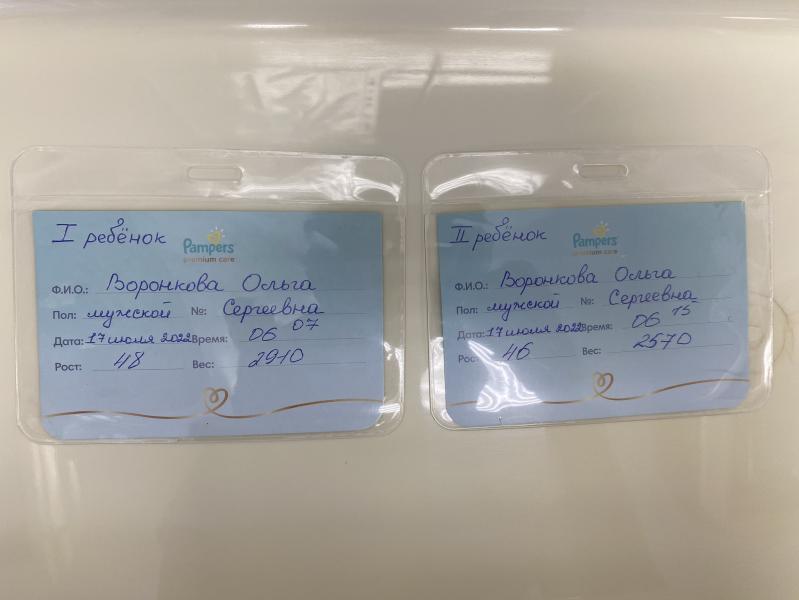 I ребёнок
Pampers
premium care
Ф.И.О.: Воронкова Ольга
Пол: мужской №: Сергеевна
Дата: 17 июля 2022 Время: 06 07
Рост: 48 Вес: 2910
II ребёнок
Pampers
premium care
Ф.И.О.: Воронкова Ольга
Пол: мужской №: Сергеевна
Дата: 17 июля 2022 Время: 06 15
Рост: 46 Вес: 2570